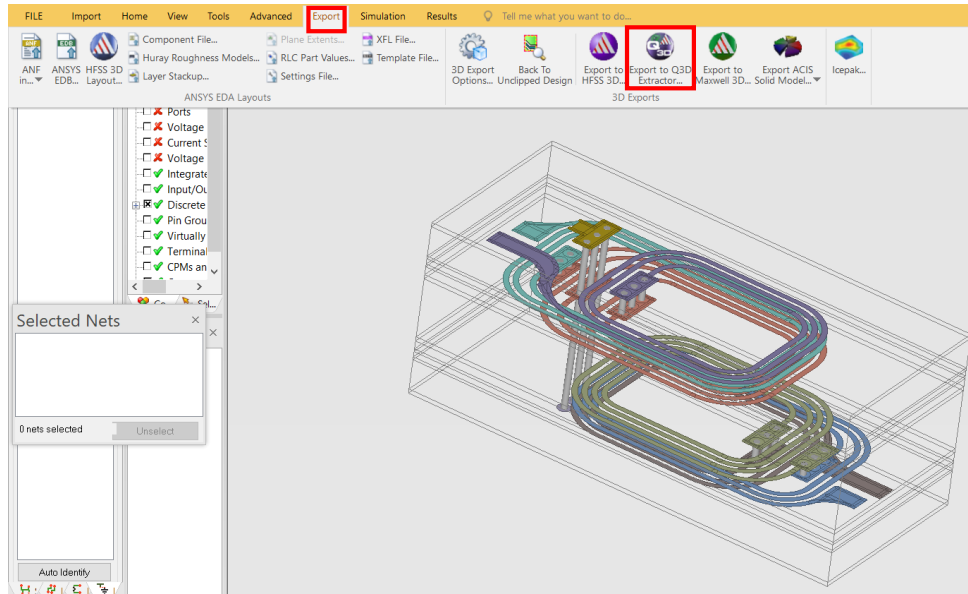 FILE Import Home View Tools Advanced Export Simulation Results Tell me what you want to do...
ANF in...
ANSYS EDB...
HFSS 3D Layout...
Component File...
Huray Roughness Models...
Layer Stackup...
Plane Extents...
RLC Part Values...
Settings File...
XFL File...
Template File...
ANSYS EDA Layouts
3D Export Options...
Back To Unclipped Design
Export to HFSS 3D...
Export to Q3D Extractor...
Export to Maxwell 3D...
Export ACIS Solid Model...
Icepak...
3D Exports
Ports
Voltage
Current S
Voltage
Integrate
Input/Ou
Discrete
Pin Grou
Virtually
Terminal
CPMs an
Sel...
Selected Nets
0 nets selected
Unselect
Auto Identify